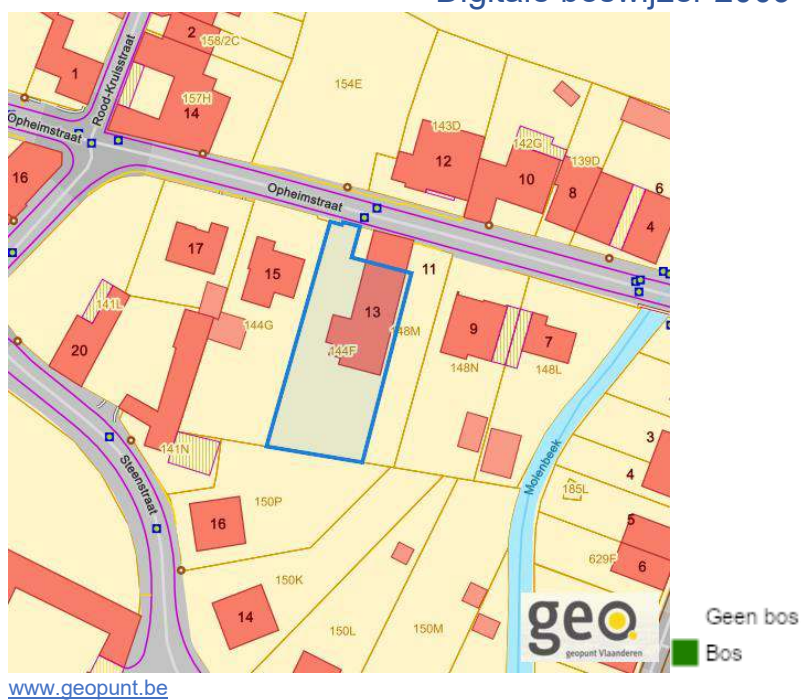 2
158/2C
1
Rood-Kruisstraat
154E
157H
14
Opheimstraat
143D
142G
12
139D
16
10
8
6
Opheimstraat
4
17
11
15
13
141L
9
7
144G
148M
20
144F
148N
148L
3
141N
Molenbeek
4
Steenstraat
185L
150P
16
5
629F
6
150K
14
150L
150M
geo.
geopunt Vlaanderen
Geen bos
Bos
www.geopunt.be